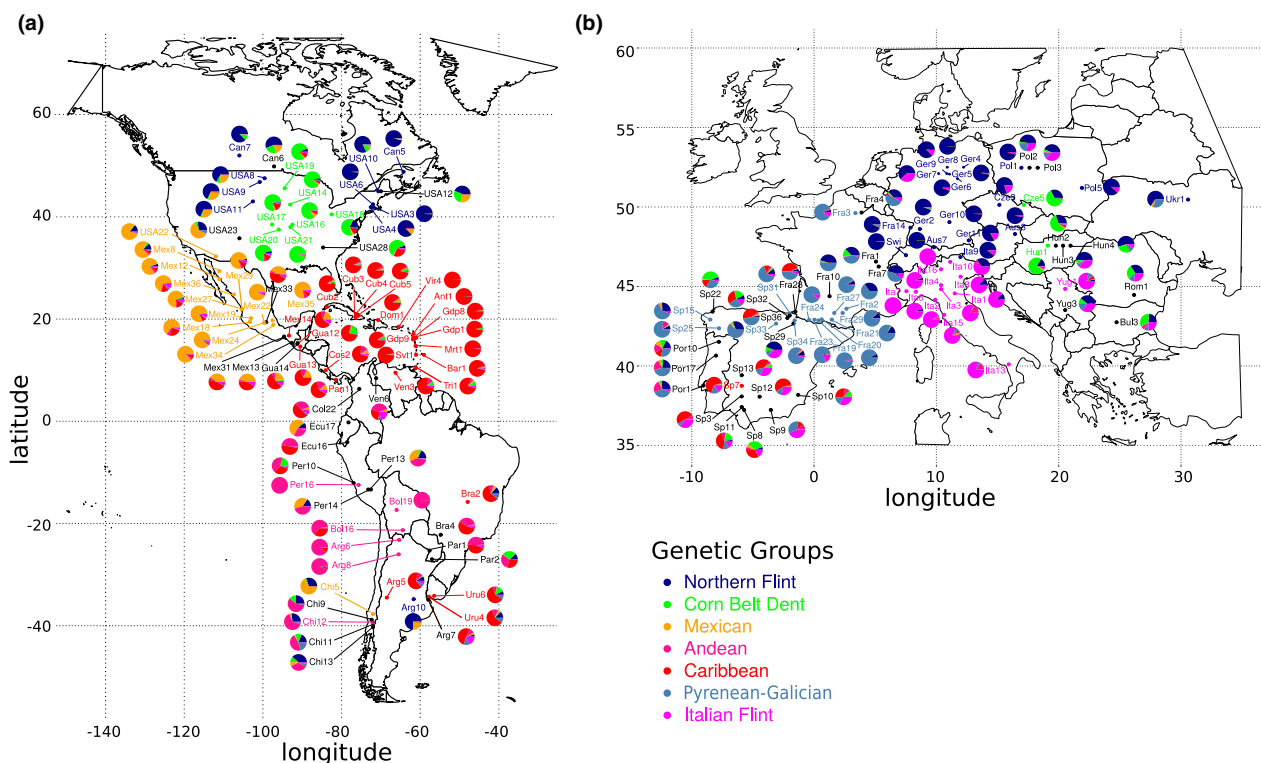 (a)
(b)
latitude
longitude
60
40
20
0
-20
-40
-140
-120
-100
-80
-60
-40
Can7
Can6
USA19
USA10
Can5
USA8
USA14
USA6
USA12
USA9
USA11
USA17
USA3
USA18
USA16
USA4
USA23
USA22
USA20
USA21
USA28
Mex8
Mex12
Mex36
Mex33
Mex27
Mex35
Mex19
Mex18
Mex14
Mex24
Mex34
Mex31
Mex13
Cub3
Cub4
Cub5
Cub2
Vir4
Ant1
Gdp8
Dom1
Gdp1
Gua12
Gdp9
Mrt1
Cos2
Svt1
Bar1
Gua14
Gua13
Pan1
Ven3
Tri1
Col22
Ven6
Ecu17
Ecu16
Per10
Per13
Per16
Per14
Bol19
Bra2
Bol16
Bra4
Arg6
Par1
Arg8
Par2
Chi5
Arg5
Uru6
Chi9
Arg10
Chi12
Uru4
Chi11
Arg7
Chi13
60
55
50
45
40
35
-10
0
10
20
30
longitude
Ger9
Ger8
Ger4
Ger7
Ger5
Ger6
Pol1
Pol2
Pol3
Pol5
Ukr1
Fra4
Fra3
Cze5
Ger2
Ger10
Fra14
Swi
Aus7
Ger11
Hun2
Hun4
Hun1
Hun3
Fra1
Fra7
Ita9
Ita10
Ita16
Ita4
Ita3
Ita1
Ita15
Ita13
Yug1
Yug3
Rom1
Bul3
Fra10
Sp31
Fra28
Sp32
Sp22
Sp15
Sp25
Sp33
Sp36
Fra24
Fra27
Fra2
Fra29
Fra21
Sp29
Sp34
Fra23
Fra19
Fra20
Por10
Por17
Por1
Sp13
Sp7
Sp12
Sp10
Sp3
Sp11
Sp8
Sp9
Genetic Groups
Northern Flint
Corn Belt Dent
Mexican
Andean
Caribbean
Pyrenean-Galician
Italian Flint